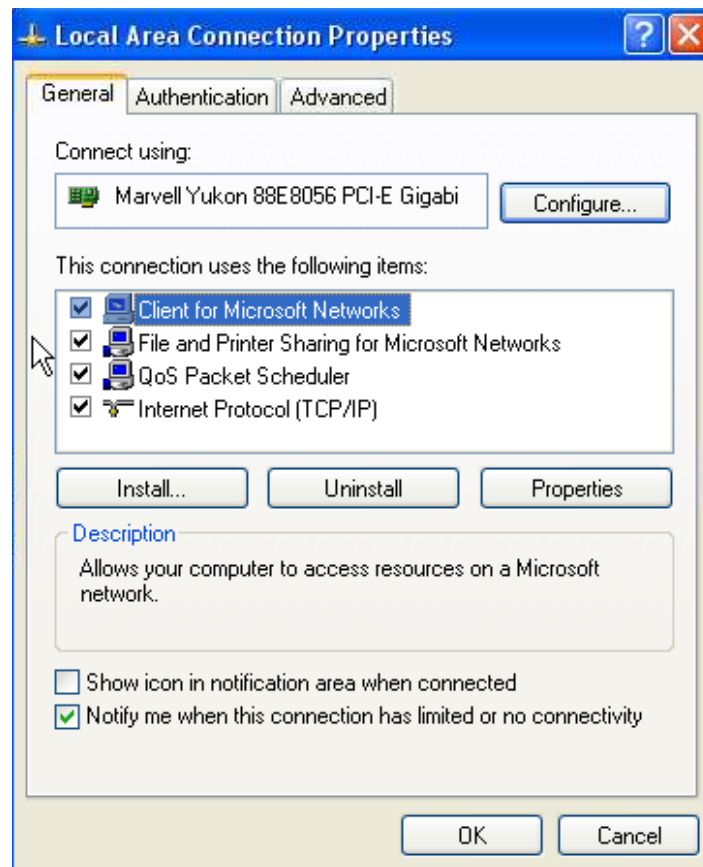 Local Area Connection Properties
General Authentication Advanced
Connect using:
Marvell Yukon 88E8056 PCI-E Gigabi
Configure...
This connection uses the following items:
Client for Microsoft Networks
File and Printer Sharing for Microsoft Networks
QoS Packet Scheduler
Internet Protocol (TCP/IP)
Install... Uninstall Properties
Description
Allows your computer to access resources on a Microsoft
network.
Show icon in notification area when connected
Notify me when this connection has limited or no connectivity
OK Cancel